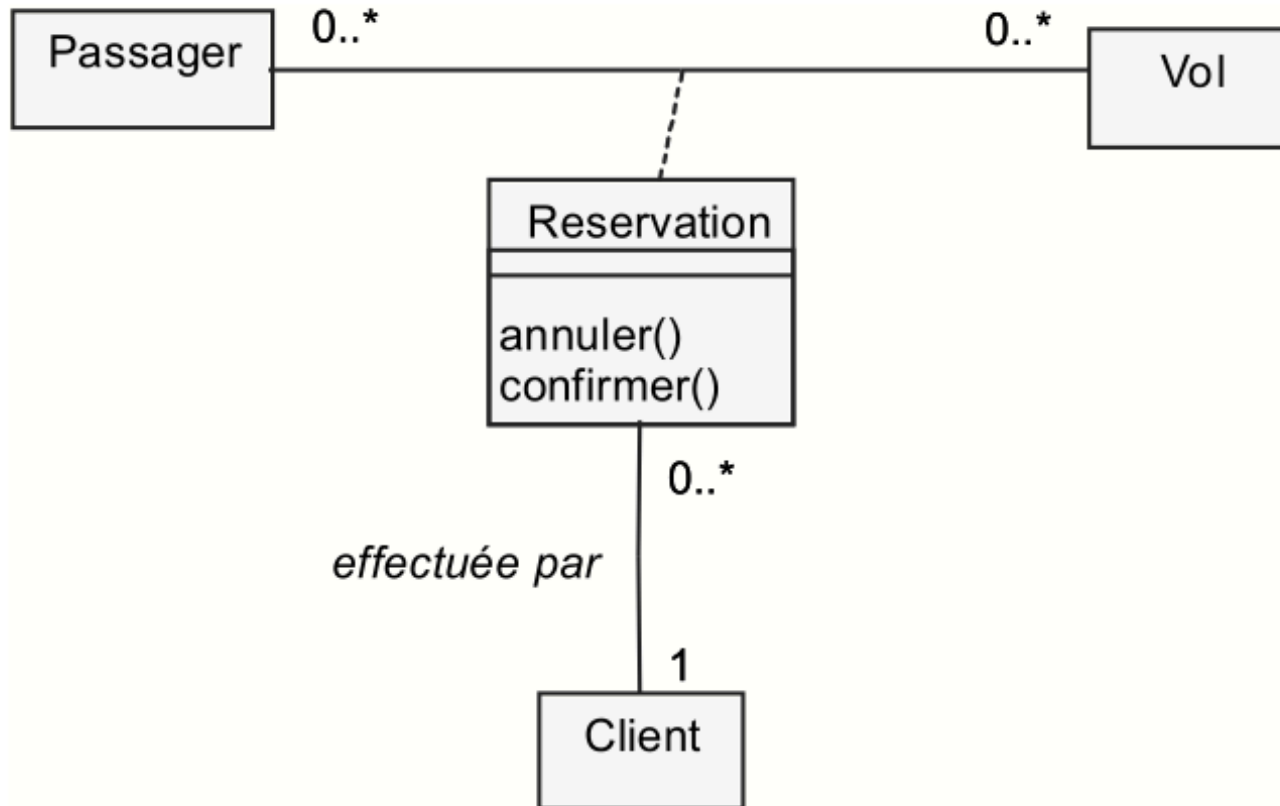 Passager
0..*
0..*
Vol
Reservation
annuler()
confirmer()
0..*
effectuée par
1
Client